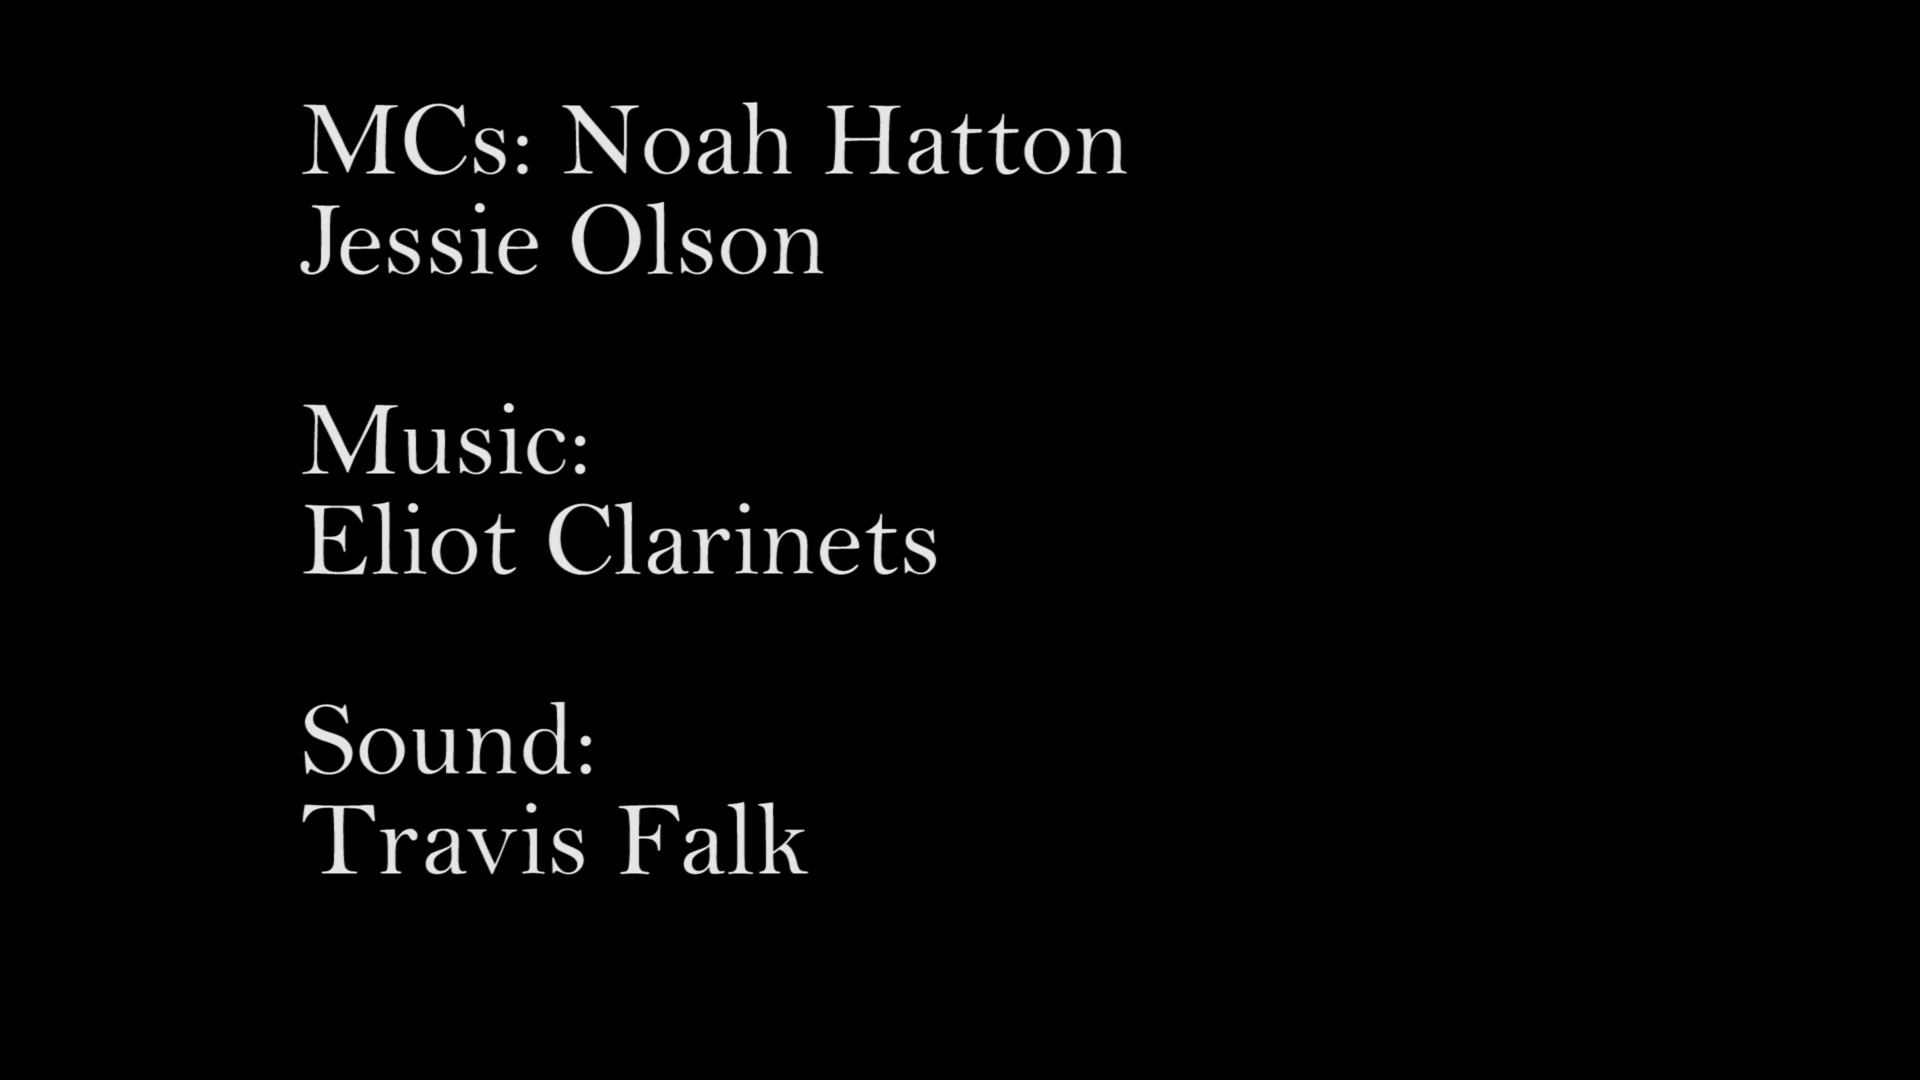 MCs: Noah Hatton
Jessie Olson
Music:
Eliot Clarinets
Sound:
Travis Falk